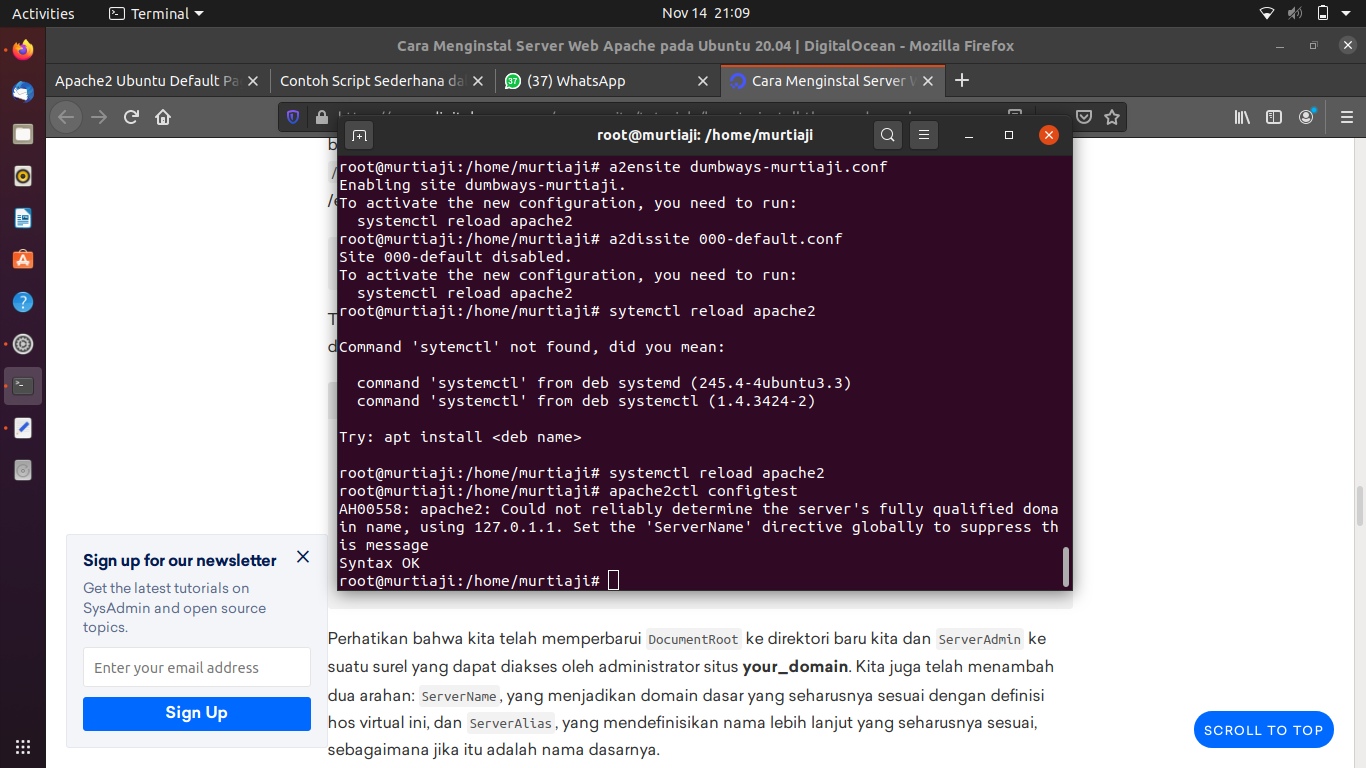 Activities
Terminal
Nov 14 21:09
Cara Menginstal Server Web Apache pada Ubuntu 20.04 | DigitalOcean - Mozilla Firefox
Apache2 Ubuntu Default Pa
Contoh Script Sederhana da
(37) WhatsApp
Cara Menginstal Server W
root@murtiaji: /home/murtiaji
root@murtiaji:/home/murtiaji# a2ensite dumbways-murtiaji.conf
Enabling site dumbways-murtiaji.
To activate the new configuration, you need to run:
systemctl reload apache2
root@murtiaji:/home/murtiaji# a2dissite 000-default.conf
Site 000-default disabled.
To activate the new configuration, you need to run:
systemctl reload apache2
root@murtiaji:/home/murtiaji# sytemctl reload apache2
Command 'sytemctl' not found, did you mean:
command 'systemctl' from deb systemd (245.4-4ubuntu3.3)
command 'systemctl' from deb systemctl (1.4.3424-2)
Try: apt install <deb name>
root@murtiaji:/home/murtiaji# systemctl reload apache2
root@murtiaji:/home/murtiaji# apache2ctl configtest
AH00558: apache2: Could not reliably determine the server's fully qualified doma
in name, using 127.0.1.1. Set the 'ServerName' directive globally to suppress th
is message
Syntax OK
root@murtiaji:/home/murtiaji#
Sign up for our newsletter
Get the latest tutorials on
SysAdmin and open source
topics.
Enter your email address
Sign Up
Perhatikan bahwa kita telah memperbarui DocumentRoot ke direktori baru kita dan ServerAdmin ke
suatu surel yang dapat diakses oleh administrator situs your_domain. Kita juga telah menambah
dua arahan: ServerName, yang menjadikan domain dasar yang seharusnya sesuai dengan definisi
hos virtual ini, dan ServerAlias, yang mendefinisikan nama lebih lanjut yang seharusnya sesuai,
sebagaimana jika itu adalah nama dasarnya.
SCROLL TO TOP